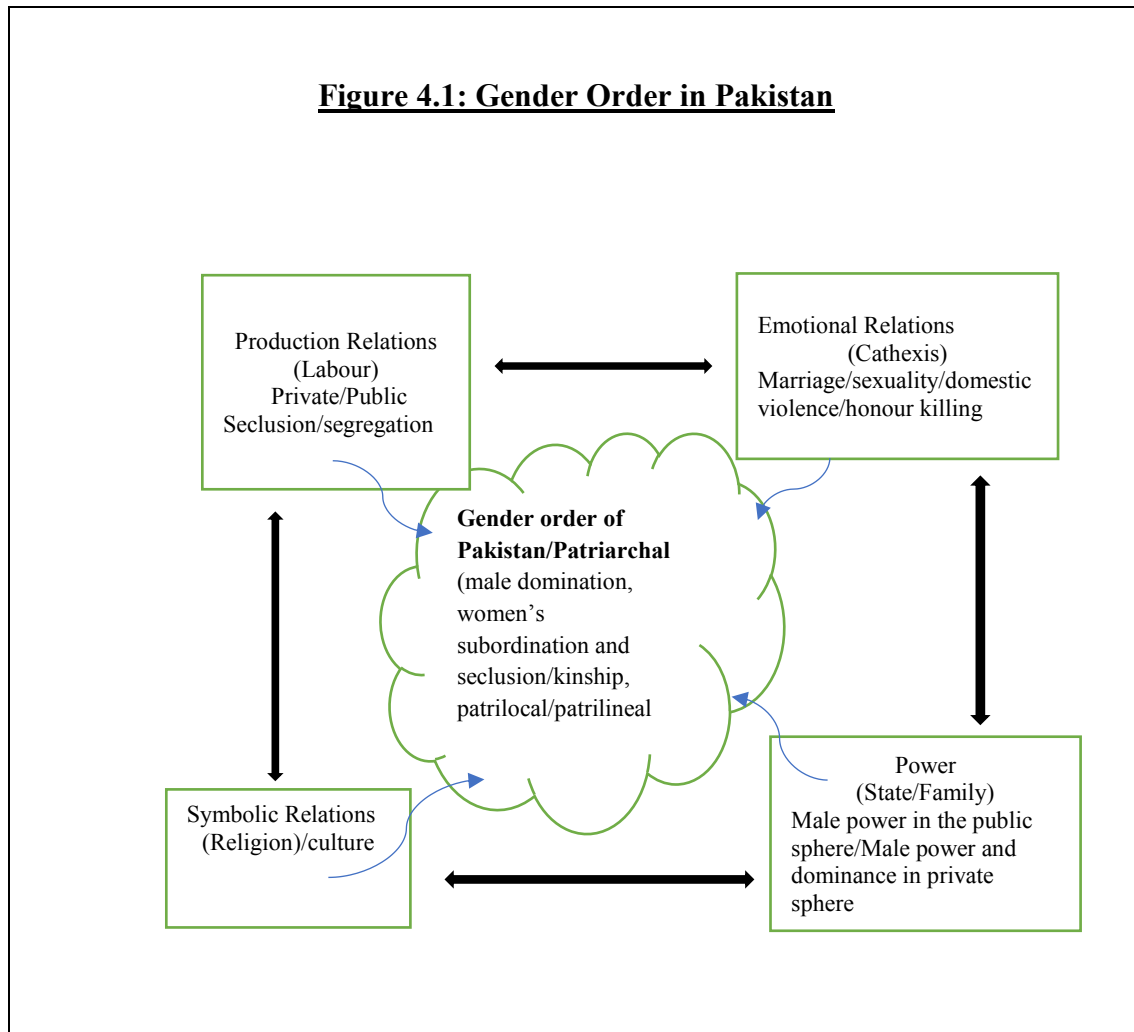 Figure 4.1: Gender Order in Pakistan
Production Relations
(Labour)
Private/Public
Seclusion/segregation
Emotional Relations
(Cathexis)
Marriage/sexuality/domestic
violence/honour killing
Gender order of
Pakistan/Patriarchal
(male domination,
women’s
subordination and
seclusion/kinship,
patrilocal/patrilineal
Symbolic Relations
(Religion)/culture
Power
(State/Family)
Male power in the public
sphere/Male power and
dominance in private
sphere